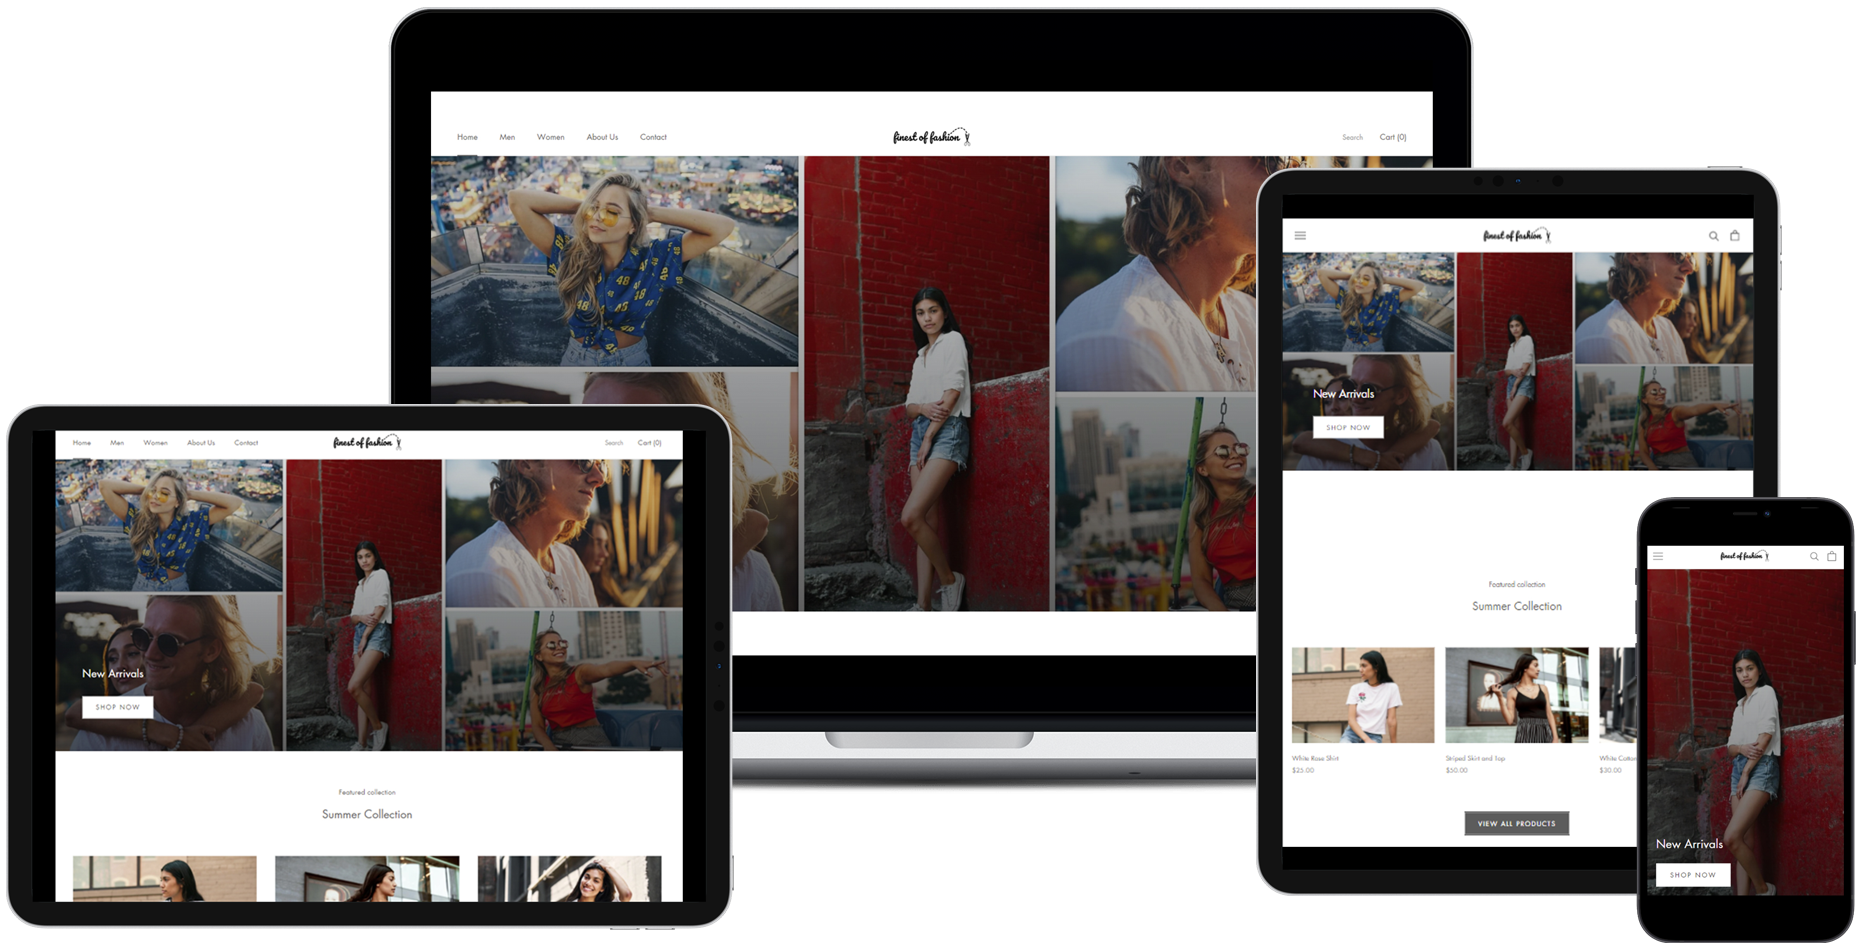 Home Men Women About Us Contact
finest of fashion
Search Cart (0)
Home Men Women About Us Contact
finest of fashion
Search Cart (0)
New Arrivals
SHOP NOW
Featured collection
Summer Collection
finest of fashion
New Arrivals
SHOP NOW
Featured collection
Summer Collection
White Rose Shirt
$25.00
Striped Skirt and Top
$50.00
White Cotton
$30.00
VIEW ALL PRODUCTS
finest of fashion
New Arrivals
SHOP NOW